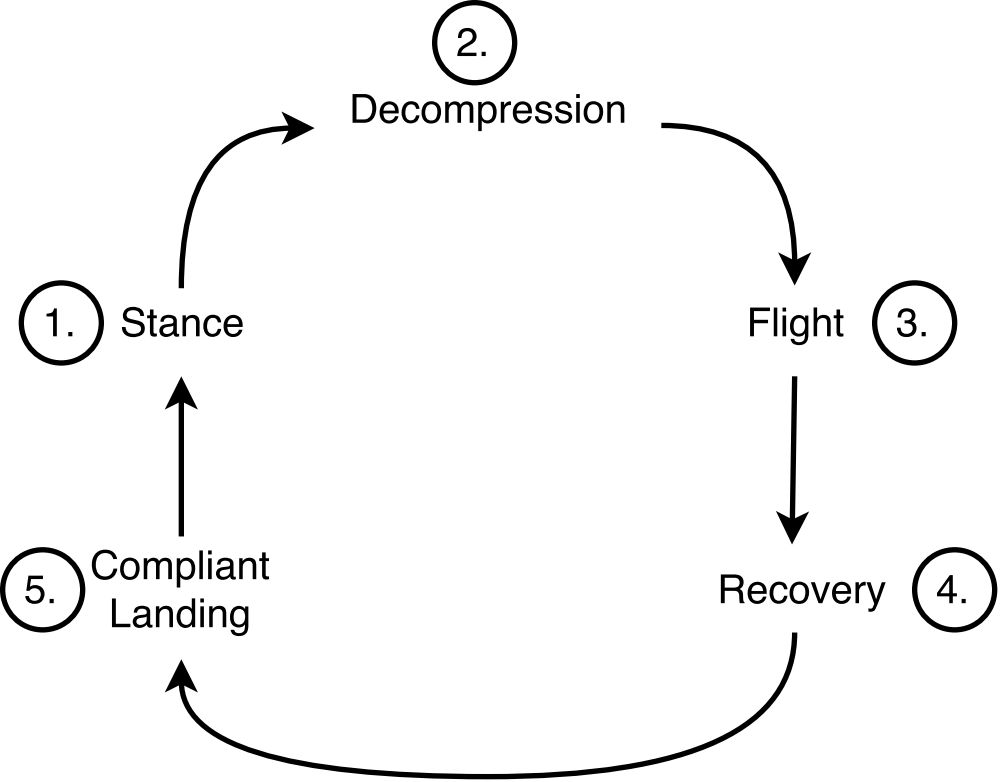 1.
Stance
2.
Decompression
Flight
3.
Recovery
4.
5.
Compliant
Landing